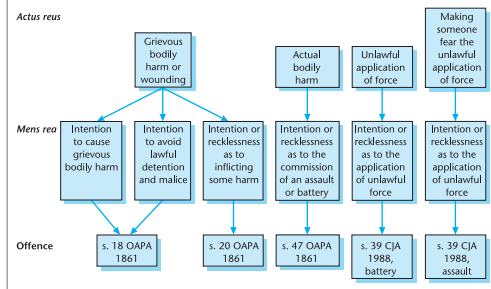 Actus reus
Grievous
bodily
harm or
wounding
Actual
bodily
harm
Unlawful
application
of force
Making
someone
fear the
unlawful
application
of force
Mens rea
Intention
to cause
grievous
bodily harm
Intention
to avoid
lawful
detention
and malice
Intention or
recklessness
as to
inflicting
some harm
Intention or
recklessness
as to the
commission
of an assault
or battery
Intention or
recklessness
as to the
application
of unlawful
force
Intention or
recklessness
as to the
application
of unlawful
force
Offence
s. 18 OAPA
1861
s. 20 OAPA
1861
s. 47 OAPA
1861
s. 39 CJA
1988,
battery
s. 39 CJA
1988,
assault